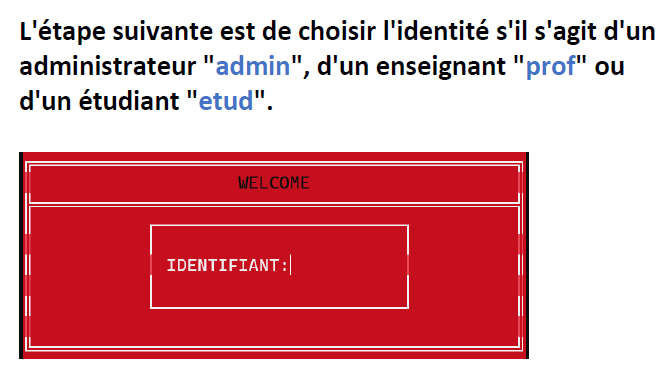 L'étape suivante est de choisir l'identité s'il s'agit d'un
administrateur "admin", d'un enseignant "prof" ou
d'un étudiant "etud".
WELCOME
IDENTIFIANT: